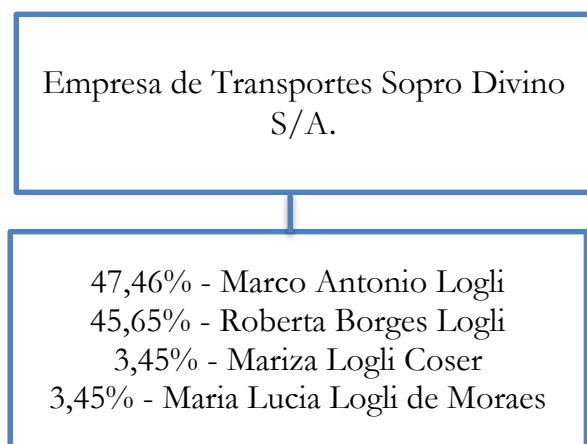 Empresa de Transportes Sopro Divino
S/A.
47,46% - Marco Antonio Logli
45,65% - Roberta Borges Logli
3,45% - Mariza Logli Coser
3,45% - Maria Lucia Logli de Moraes